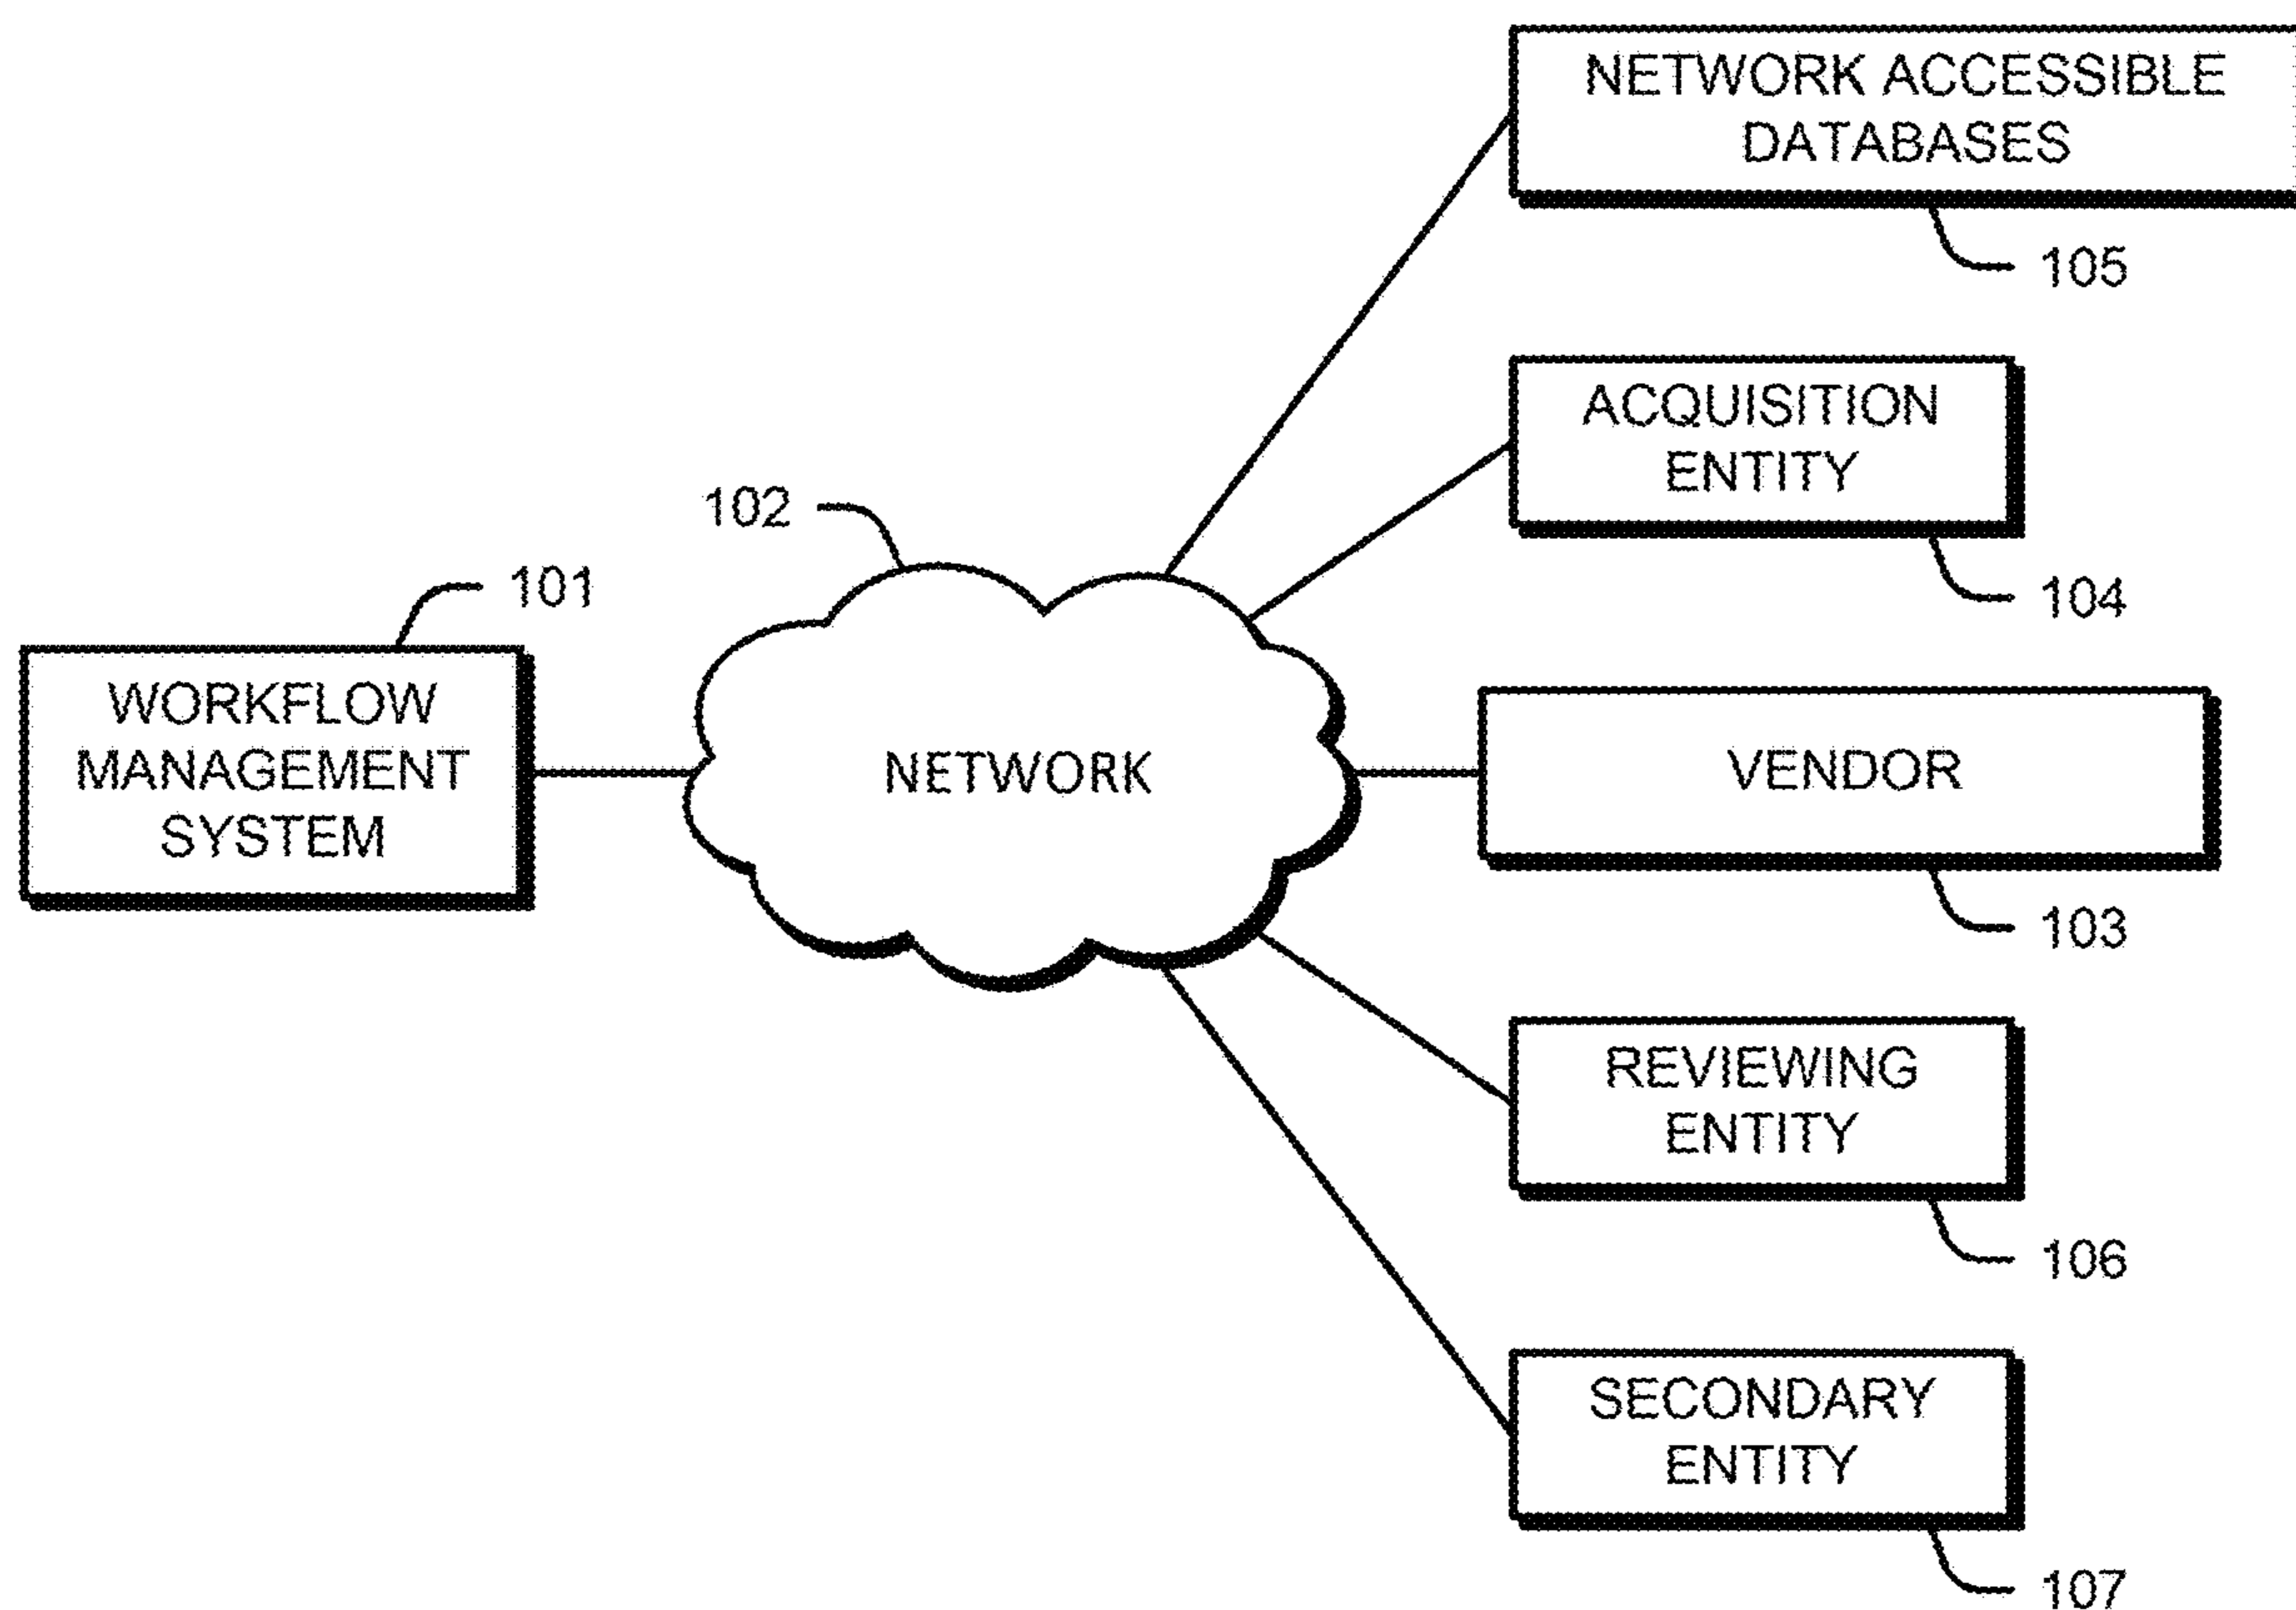 NETWORK ACCESSIBLE
DATABASES
105
ACQUISITION
ENTITY
104
102
101
WORKFLOW
MANAGEMENT
SYSTEM
NETWORK
VENDOR
103
REVIEWING
ENTITY
106
SECONDARY
ENTITY
107